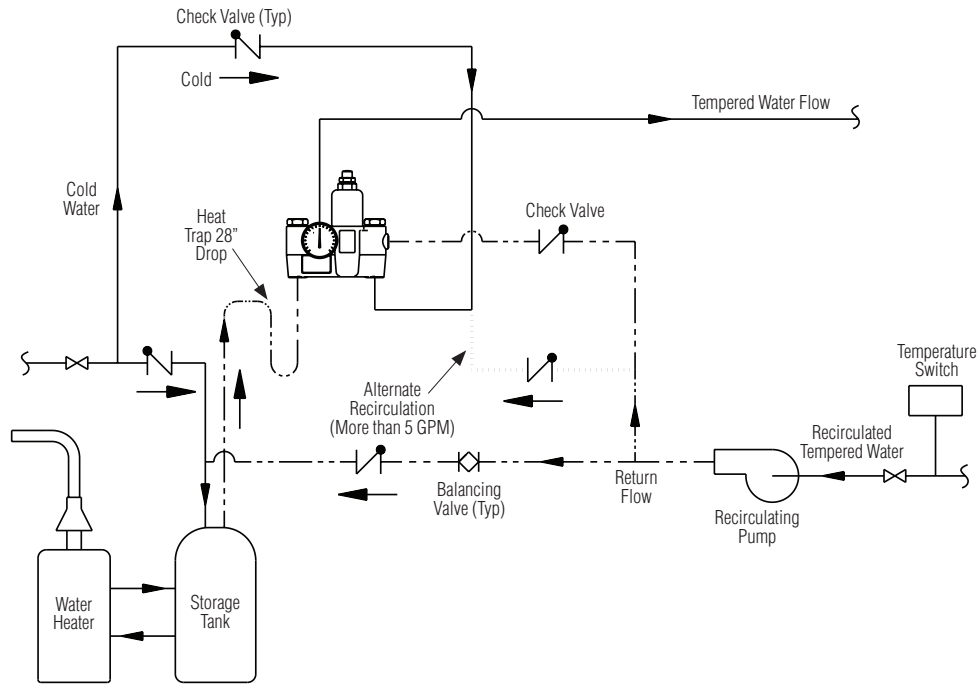 Check Valve (Typ)
Cold
Tempered Water Flow
Cold
Water
Heat
Trap 28”
Drop
Check Valve
Temperature
Switch
Alternate
Recirculation
(More than 5 GPM)
Recirculated
Tempered Water
Balancing
Valve (Typ)
Return
Flow
Recirculating
Pump
Water
Heater
Storage
Tank